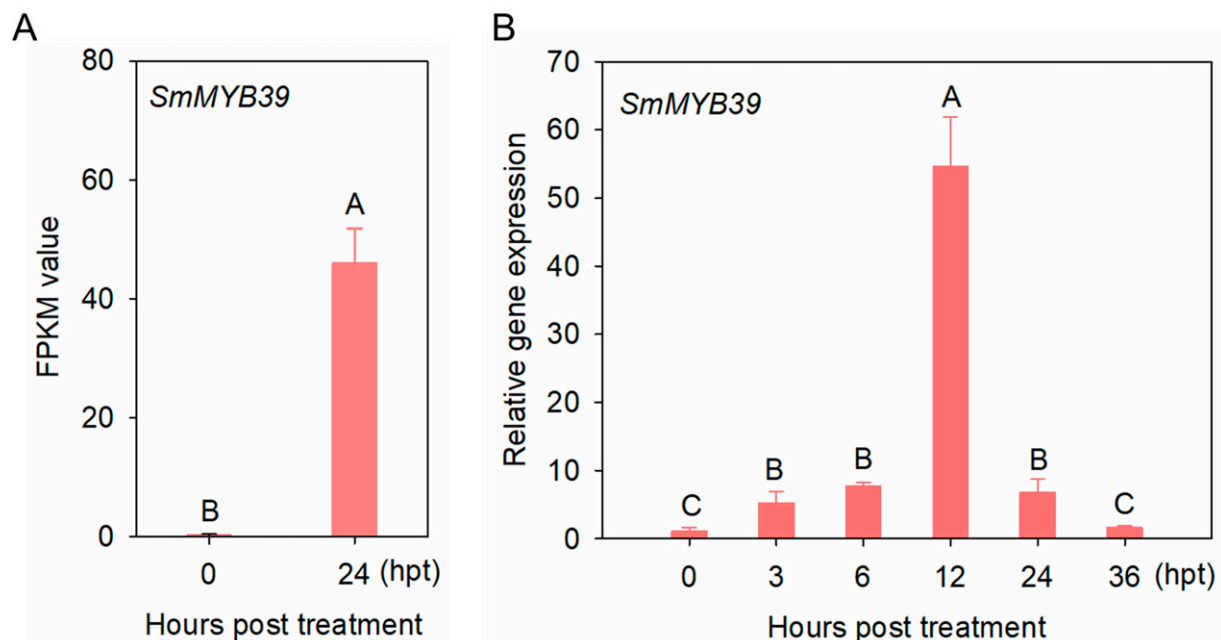 A
80
SmMYB39
60
A
FPKM value
40
20
B
0
0 24 (hpt)
Hours post treatment
B
70
SmMYB39
A
60
50
Relative gene expression
40
30
20
10
C B B B C
0
0 3 6 12 24 36 (hpt)
Hours post treatment